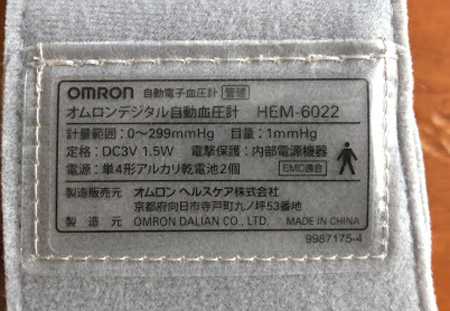 OMRON 自動電子血圧計 管理
オムロンデジタル自動血圧計 HEM-6022
計量範囲:0〜299mmHg 目量:1mmHg
定格:DC3V 1.5W 電撃保護:内部電源機器
電源:単4形アルカリ乾電池2個 EMC適合
製造販売元 オムロン ヘルスケア株式会社
京都府向日市寺戸町九ノ坪53番地
製造元 OMRON DALIAN CO., LTD. MADE IN CHINA
9987175-4